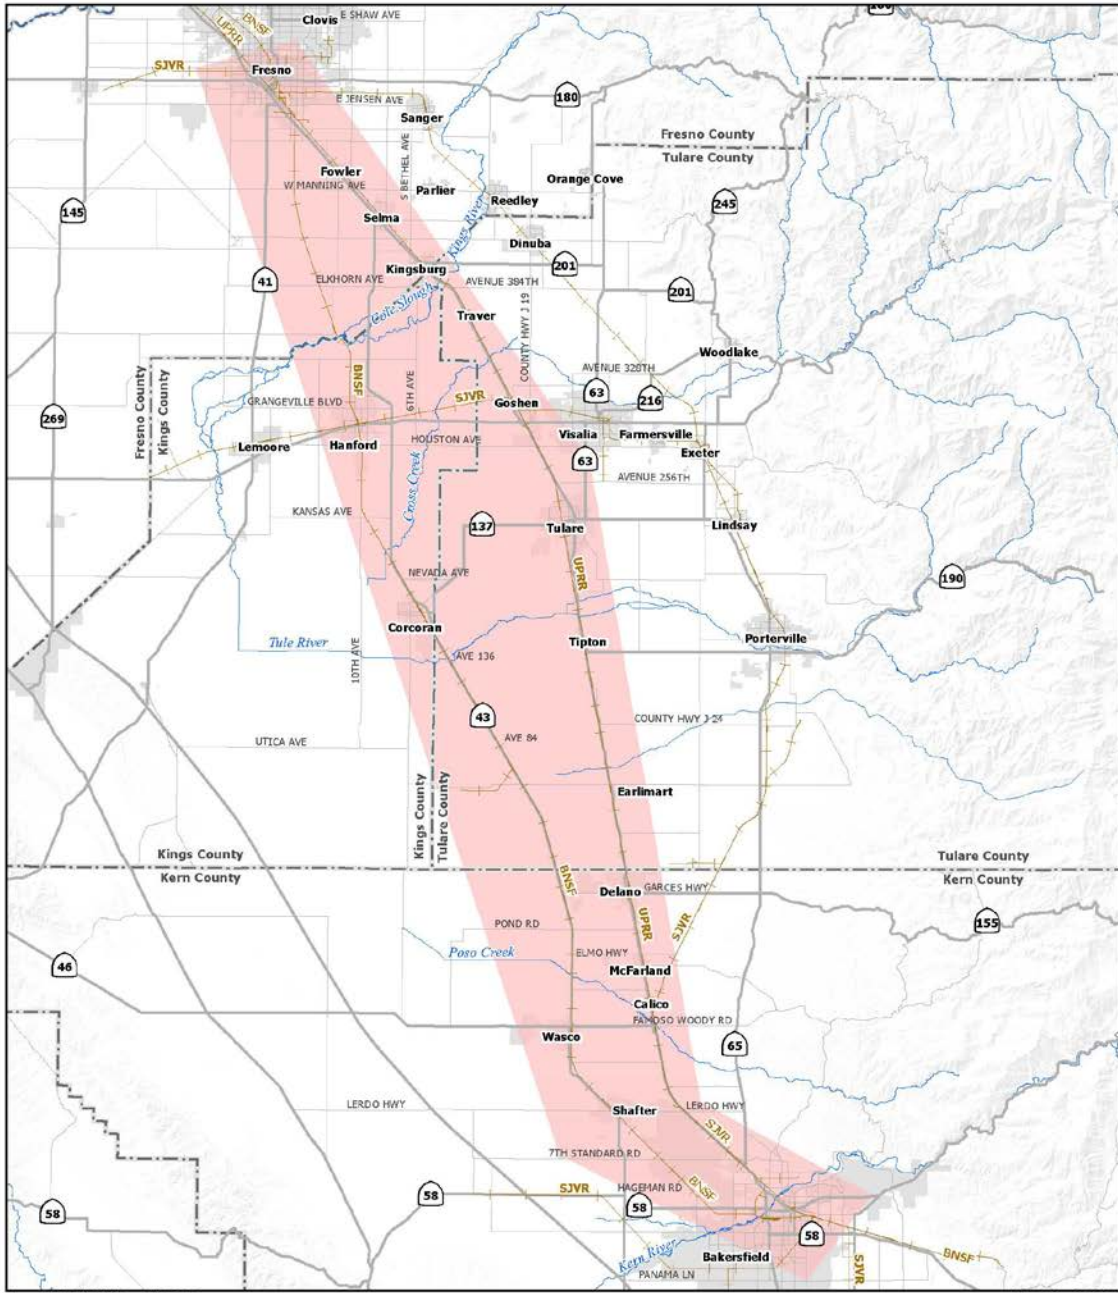 Clovis
E SHAW AVE
180
BNSF
UPRR
SJVR
Fresno
E JENSEN AVE
180
Sanger
Fresno County
Tulare County
S BETHEL AVE
Fowler
W MANNING AVE
Parlier
Orange Cove
Reedley
245
145
Selma
Kings River
Dinuba
Kingsburg
201
41
ELKHORN AVE
AVENUE 384TH
201
Cole Slough
Traver
COUNTY HWY J 19
Woodlake
BNSF
AVENUE 328TH
Fresno County
Kings County
6TH AVE
SJVR
63
216
GRANGEVILLE BLVD
Goshen
269
Lemoore
Hanford
HOUSTON AVE
Visalia
Farmersville
Exeter
63
AVENUE 256TH
Cross Creek
KANSAS AVE
137
Tulare
Lindsay
NEVADA AVE
UPRR
190
Corcoran
Tule River
Tipton
Porterville
10TH AVE
AVE 136
43
COUNTY HWY J 24
UTICA AVE
AVE 84
Earlimart
Kings County
Tulare County
Kings County
Kern County
Tulare County
Kern County
BNSF
Delano
GARCES HWY
POND RD
UPRR
SJVR
155
Poso Creek
ELMO HWY
46
McFarland
Calico
FAMOSO WOODY RD
Wasco
65
LERDO HWY
Shafter
LERDO HWY
SJVR
7TH STANDARD RD
SJVR
BNSF
HAGEMAN RD
58
58
58
58
Kern River
Bakersfield
BNSF
PANAMA LN
SJVR